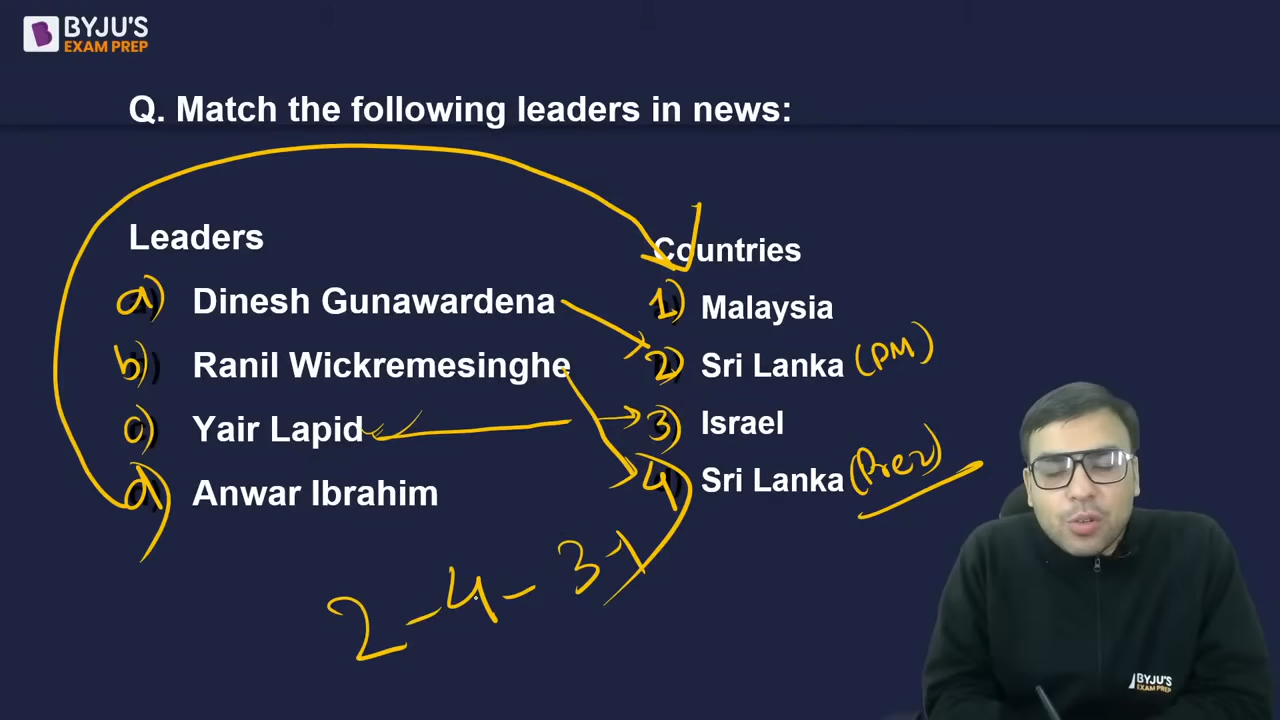 BYJU'S
EXAM PREP
Q. Match the following leaders in news:
Leaders
a) Dinesh Gunawardena
b) Ranil Wickremesinghe
c) Yair Lapid
d) Anwar Ibrahim
Countries
1) Malaysia
2) Sri Lanka (PM)
3) Israel
4) Sri Lanka (Prez)
2-4-3-1
BYJU'S
EXAM PREP